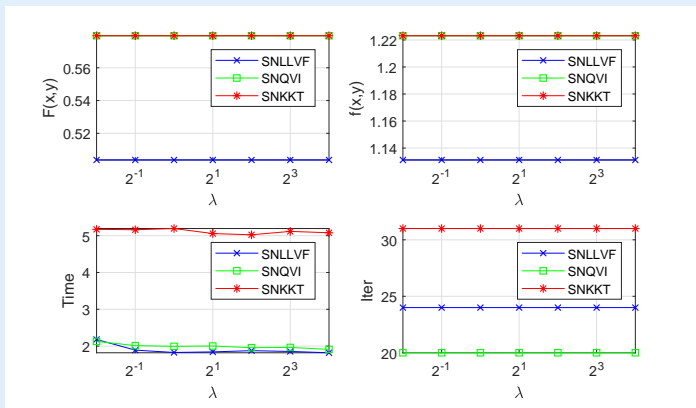 F(x,y)
0.56
0.54
0.52
SNLLVF
SNQVI
SNKKT
2^-1
2^1
2^3
λ
f(x,y)
1.22
1.2
1.18
1.16
1.14
SNLLVF
SNQVI
SNKKT
2^-1
2^1
2^3
λ
Time
5
4
3
2
SNLLVF
SNQVI
SNKKT
2^-1
2^1
2^3
λ
Iter
30
25
20
SNLLVF
SNQVI
SNKKT
2^-1
2^1
2^3
λ